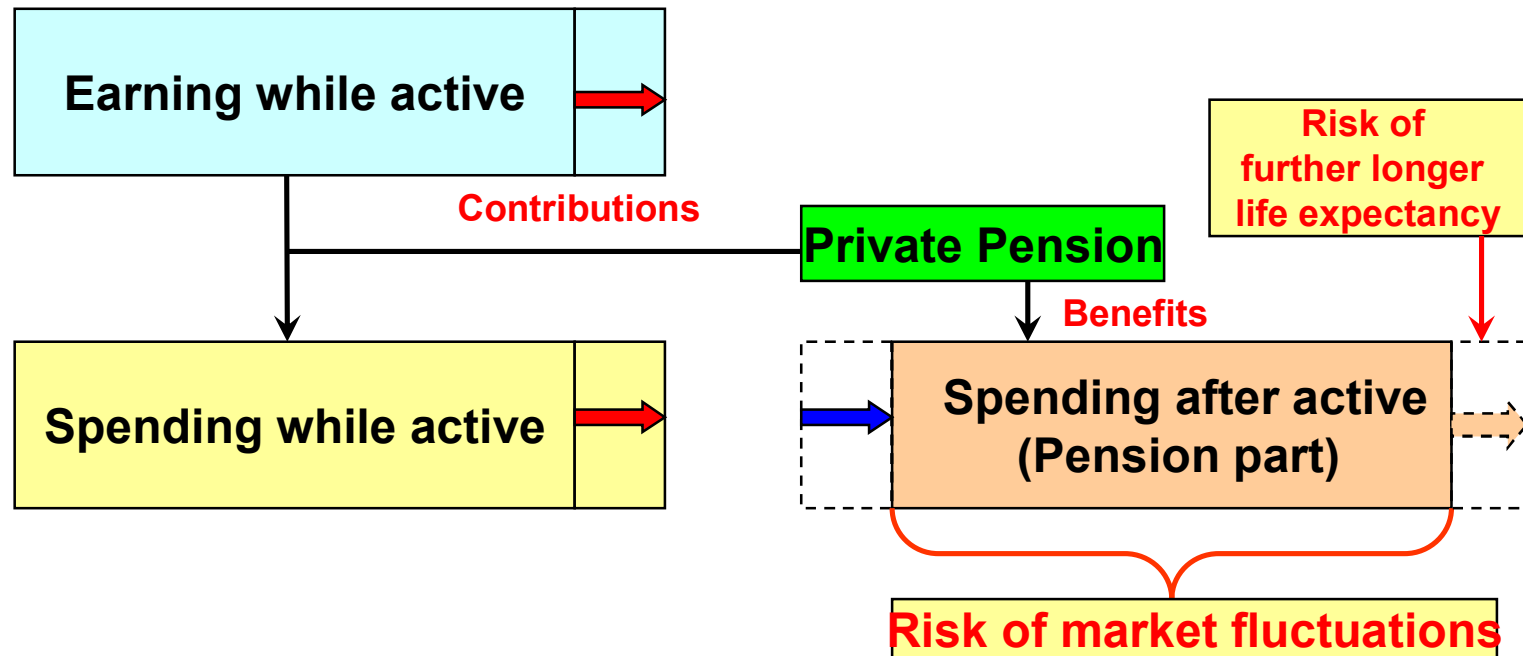 Earning while active
Risk of
further longer
life expectancy
Contributions
Private Pension
Benefits
Spending while active
Spending after active
(Pension part)
Risk of market fluctuations